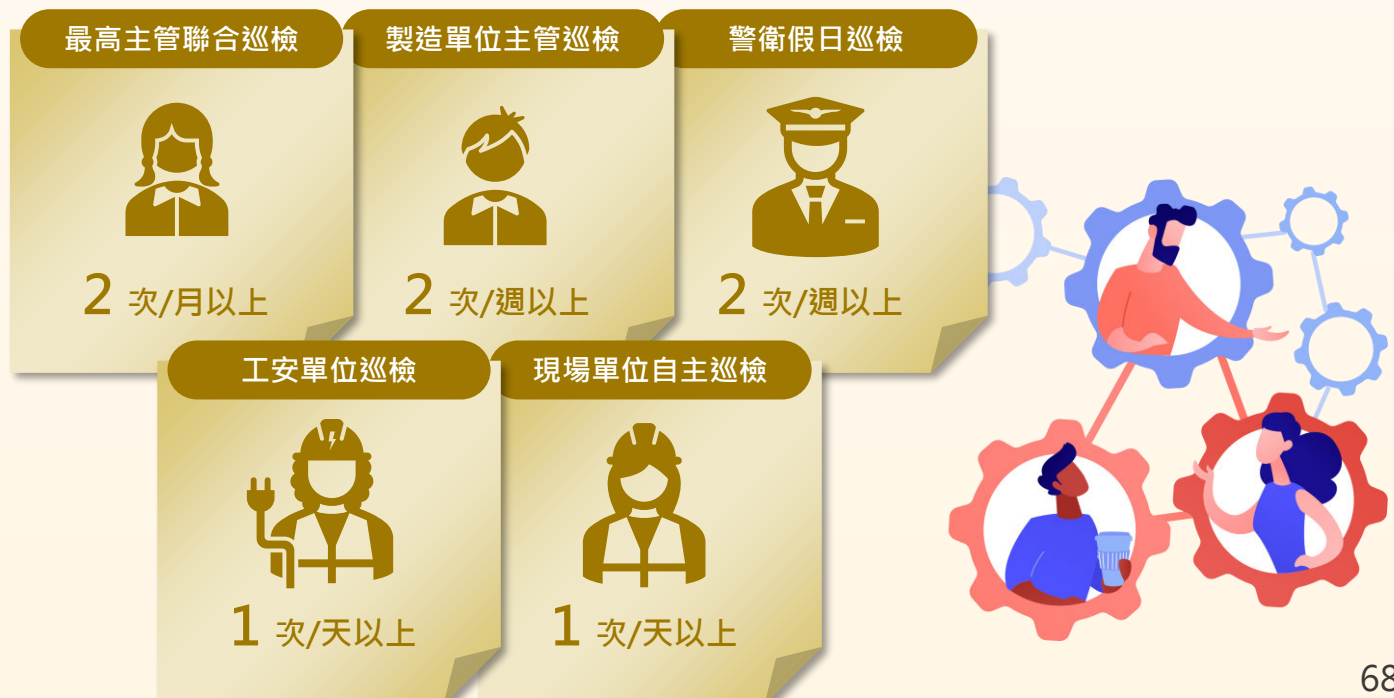 最高主管聯合巡檢
製造單位主管巡檢
警衛假日巡檢
2 次/月以上
2 次/週以上
2 次/週以上
工安單位巡檢
現場單位自主巡檢
1 次/天以上
1 次/天以上
68